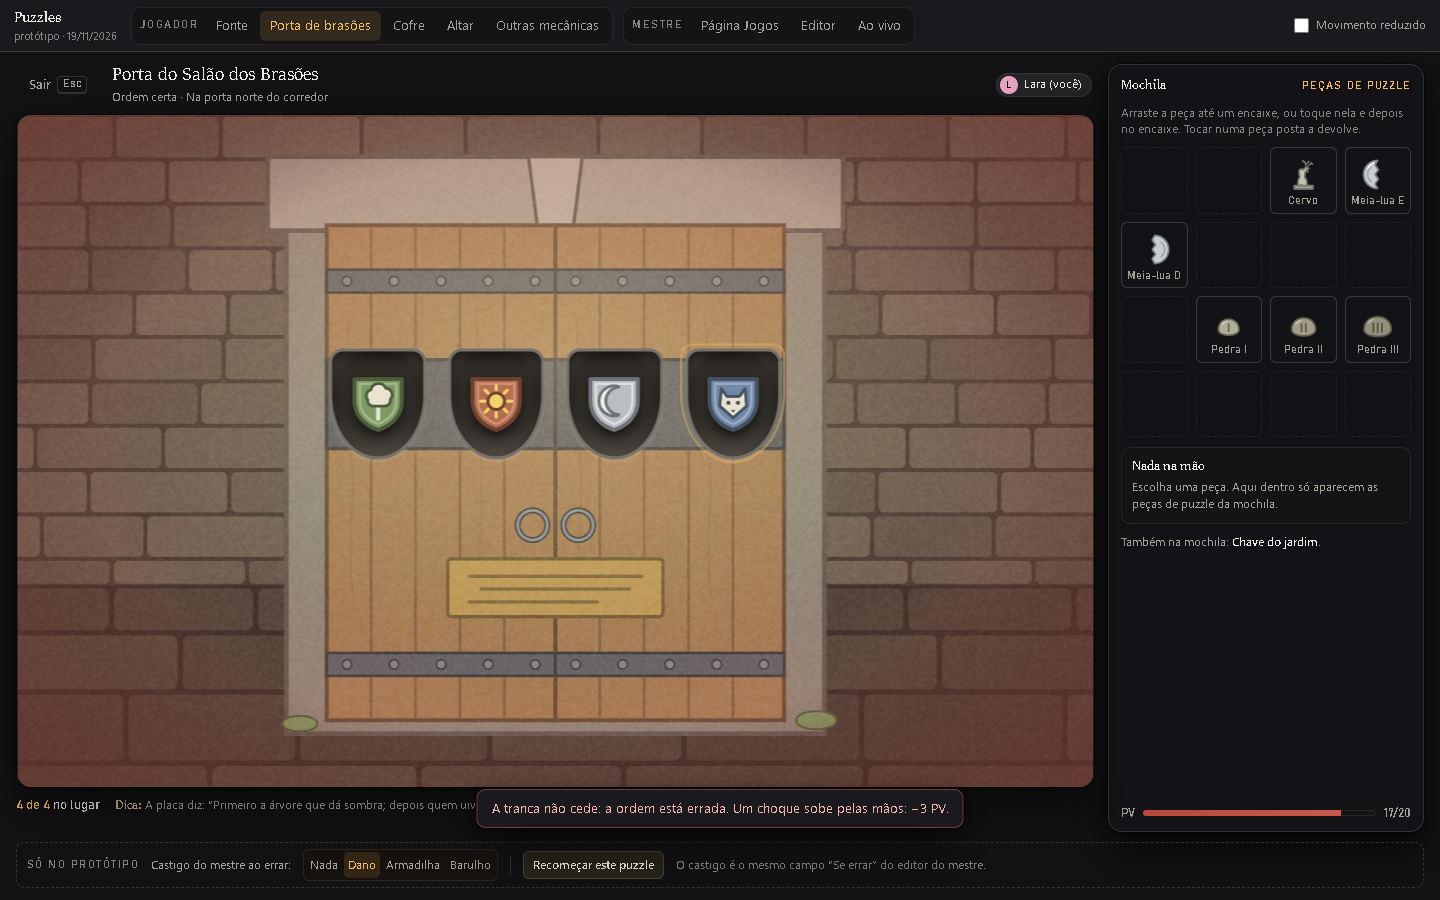 Puzzles
protótipo · 19/11/2026
JOGADOR Fonte Porta de brasões Cofre Altar Outras mecânicas
MESTRE Página Jogos Editor Ao vivo
Movimento reduzido
Sair Esc
Porta do Salão dos Brasões
Ordem certa · Na porta norte do corredor
L Lara (você)
Mochila PEÇAS DE PUZZLE
Arraste a peça até um encaixe, ou toque nela e depois
no encaixe. Tocar numa peça posta a devolve.
Cervo Meia-lua E
Meia-lua D
I II III
Pedra I Pedra II Pedra III
Nada na mão
Escolha uma peça. Aqui dentro só aparecem as
peças de puzzle da mochila.
Também na mochila: Chave do jardim.
PV 17/20
4 de 4 no lugar Dica: A placa diz: “Primeiro a árvore que dá sombra; depois quem
A tranca não cede: a ordem está errada. Um choque sobe pelas mãos: −3 PV.
SÓ NO PROTÓTIPO Castigo do mestre ao errar: Nada Dano Armadilha Barulho Recomeçar este puzzle O castigo é o mesmo campo “Se errar” do editor do mestre.